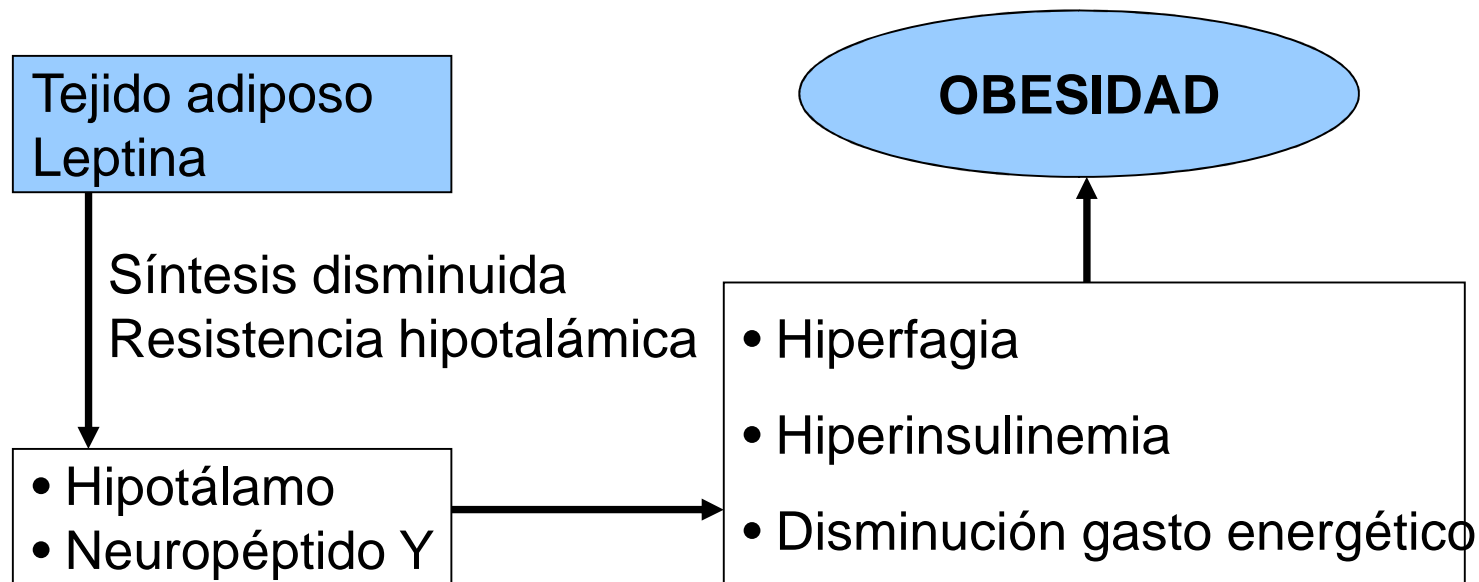 Tejido adiposo
Leptina
OBESIDAD
Síntesis disminuida
Resistencia hipotalámica
• Hipotálamo
• Neuropéptido Y
• Hiperfagia
• Hiperinsulinemia
• Disminución gasto energético